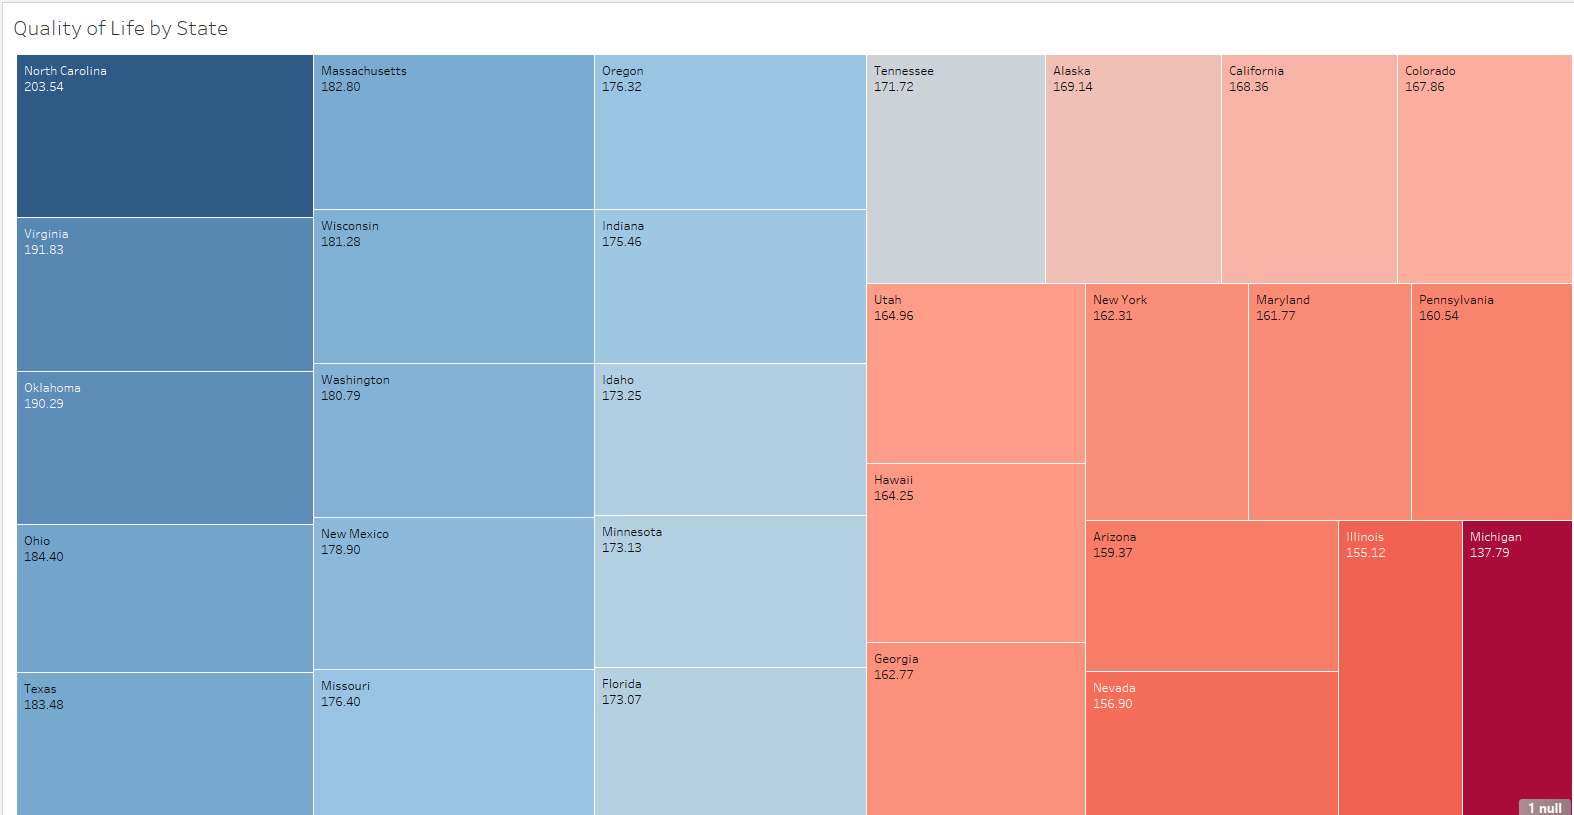 Quality of Life by State
North Carolina
203.54
Virginia
191.83
Oklahoma
190.29
Ohio
184.40
Texas
183.48
Massachusetts
182.80
Wisconsin
181.28
Washington
180.79
New Mexico
178.90
Missouri
176.40
Oregon
176.32
Indiana
175.46
Idaho
173.25
Minnesota
173.13
Florida
173.07
Tennessee
171.72
Alaska
169.14
California
168.36
Colorado
167.86
Utah
164.96
Hawaii
164.25
Georgia
162.77
New York
162.31
Maryland
161.77
Pennsylvania
160.54
Arizona
159.37
Nevada
156.90
Illinois
155.12
Michigan
137.79
1 null